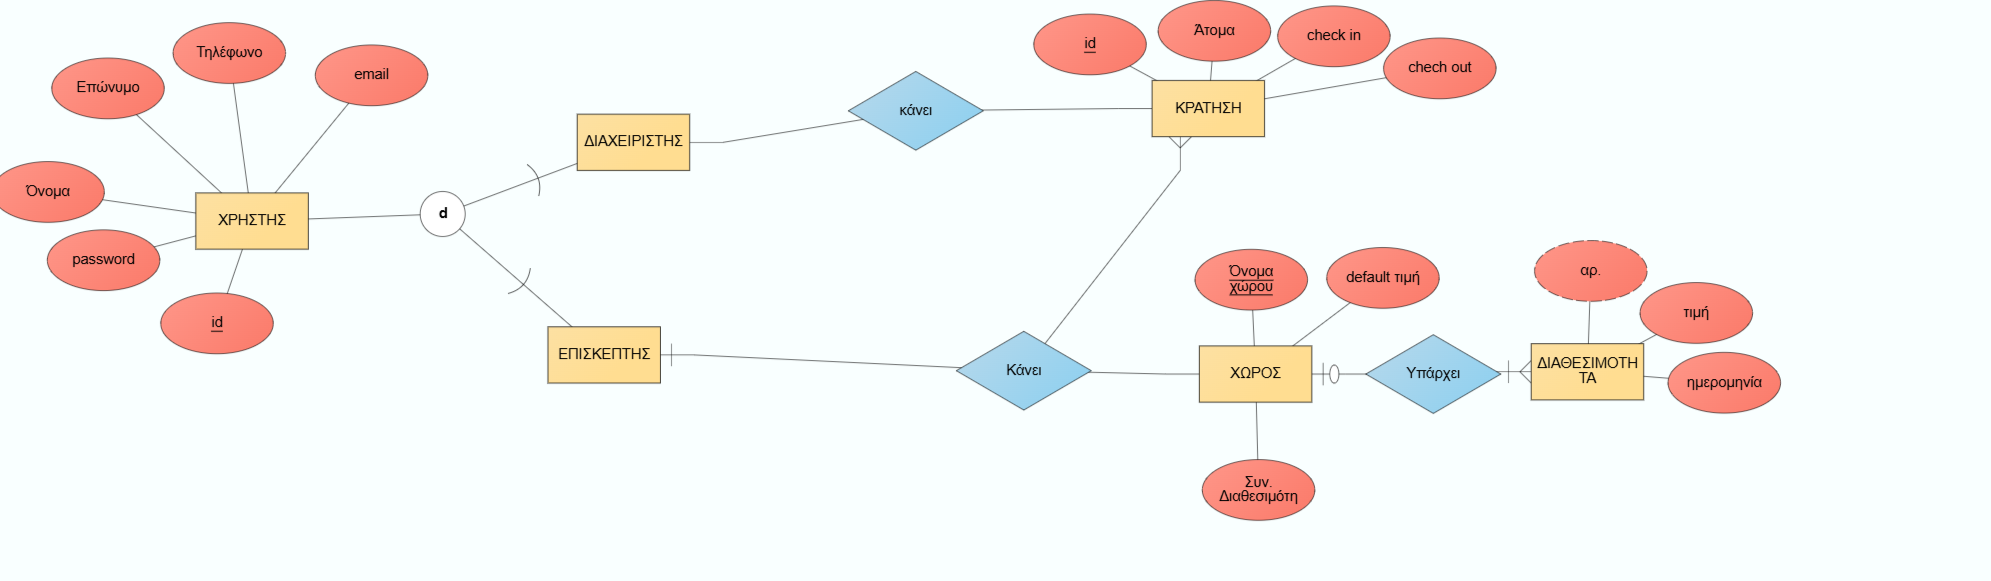 Τηλέφωνο
Επώνυμο
email
Όνομα
ΧΡΗΣΤΗΣ
password
id
d
ΔΙΑΧΕΙΡΙΣΤΗΣ
ΕΠΙΣΚΕΠΤΗΣ
κάνει
id
Άτομα
check in
chech out
ΚΡΑΤΗΣΗ
Κάνει
Όνομα
χώρου
default τιμή
ΧΩΡΟΣ
Συν.
Διαθεσιμότη
Υπάρχει
αρ.
τιμή
ΔΙΑΘΕΣΙΜΟΤΗ
ΤΑ
ημερομηνία